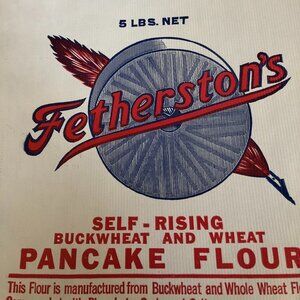 5 LBS. NET
Fetherston's
SELF-RISING
BUCKWHEAT AND WHEAT
PANCAKE FLOUR
This Flour is manufactured from Buckwheat and Whole Wheat